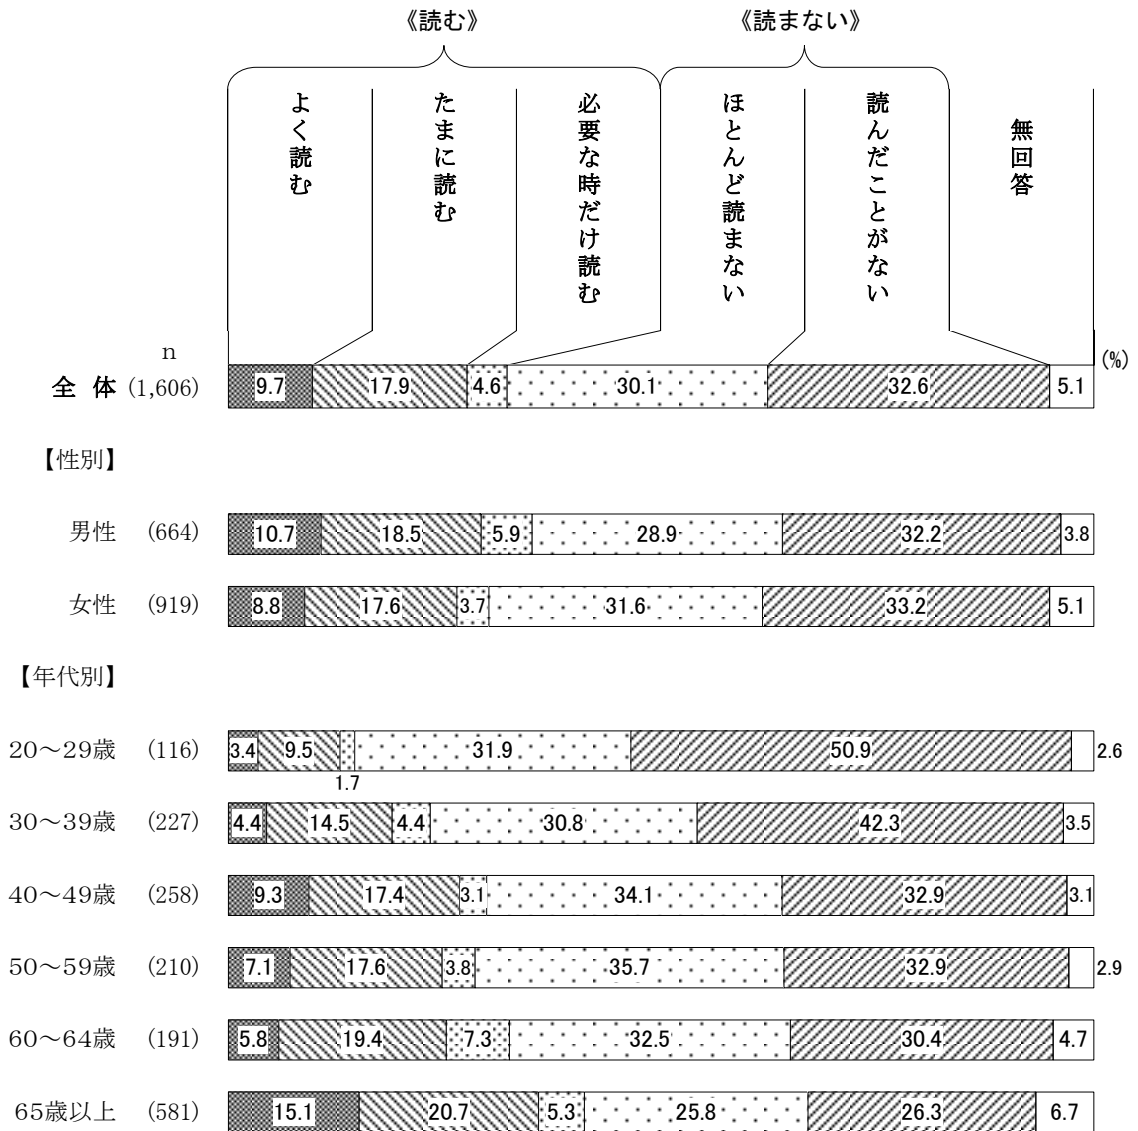 《読む》 《読まない》
よく読む
たまに読む
必要な時だけ読む
ほとんど読まない
読んだことがない
無回答
n
(%)
全 体 (1,606) 9.7 17.9 4.6 30.1 32.6 5.1
【性別】
男性 (664) 10.7 18.5 5.9 28.9 32.2 3.8
女性 (919) 8.8 17.6 3.7 31.6 33.2 5.1
【年代別】
20～29歳 (116) 3.4 9.5 1.7 31.9 50.9 2.6
30～39歳 (227) 4.4 14.5 4.4 30.8 42.3 3.5
40～49歳 (258) 9.3 17.4 3.1 34.1 32.9 3.1
50～59歳 (210) 7.1 17.6 3.8 35.7 32.9 2.9
60～64歳 (191) 5.8 19.4 7.3 32.5 30.4 4.7
65歳以上 (581) 15.1 20.7 5.3 25.8 26.3 6.7